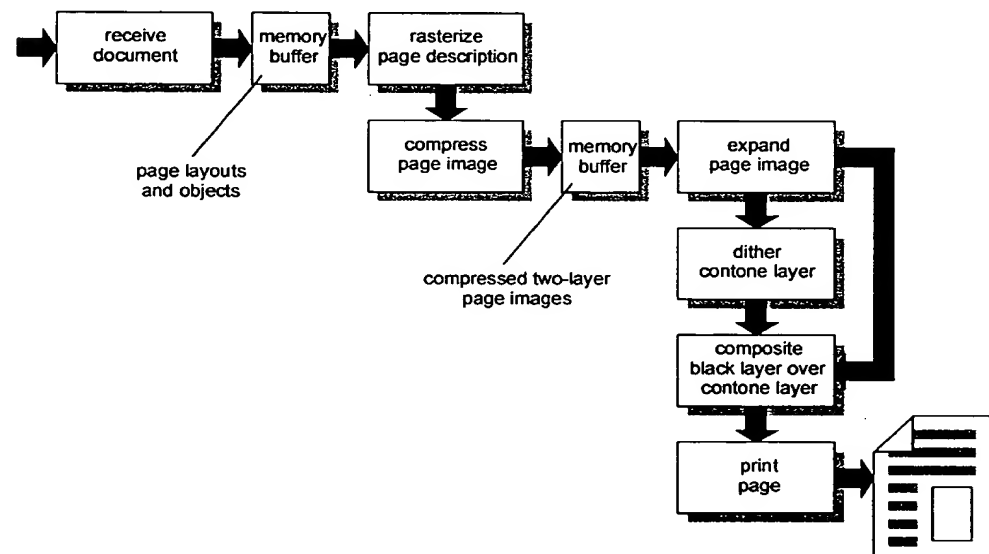 receive
document
memory
buffer
rasterize
page description
page layouts
and objects
compress
page image
memory
buffer
expand
page image
compressed two-layer
page images
dither
contone layer
composite
black layer over
contone layer
print
page